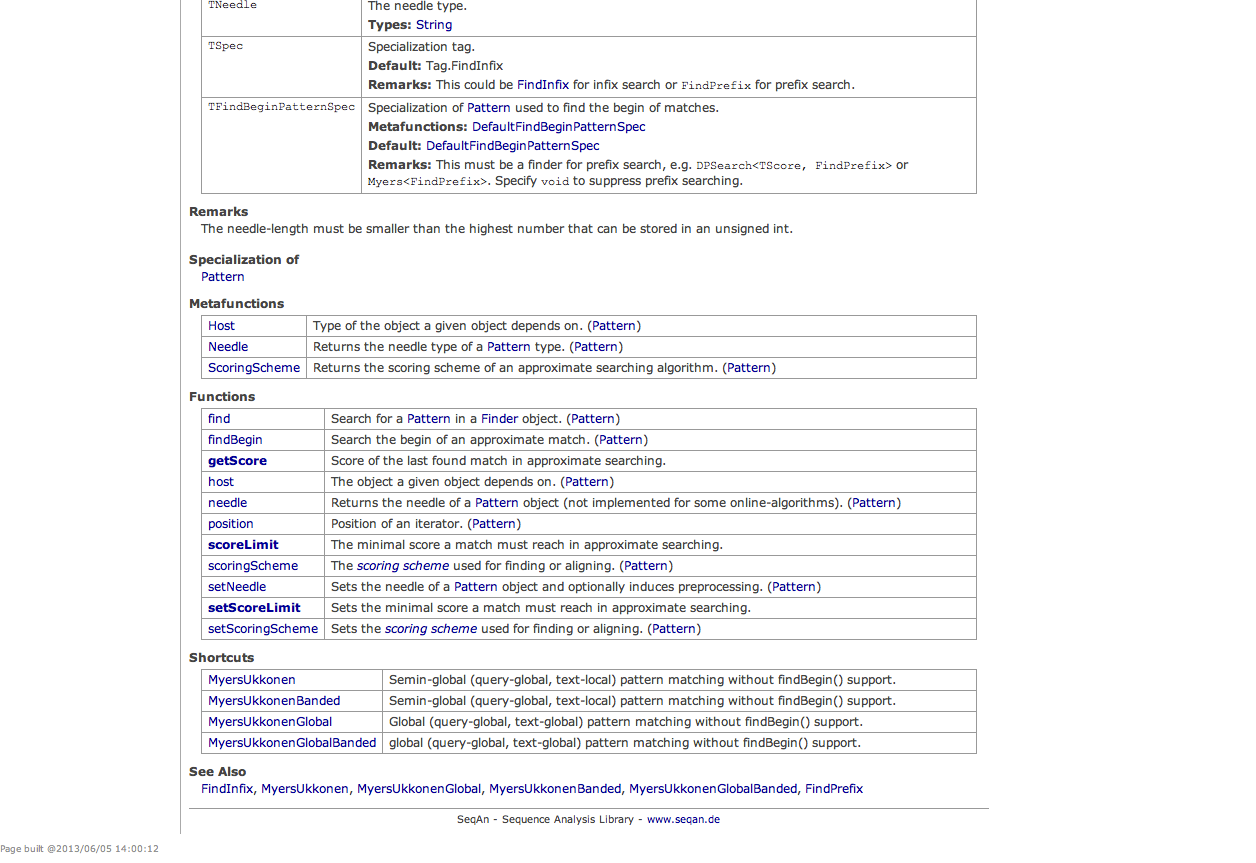 TNeedle The needle type.
Types: String
TSpec Specialization tag.
Default: Tag.FindInfix
Remarks: This could be FindInfix for infix search or FindPrefix for prefix search.
TFindBeginPatternSpec Specialization of Pattern used to find the begin of matches.
Metafunctions: DefaultFindBeginPatternSpec
Default: DefaultFindBeginPatternSpec
Remarks: This must be a finder for prefix search, e.g. DPSearch<TScore, FindPrefix> or
Myers<FindPrefix>. Specify void to suppress prefix searching.
Remarks
The needle-length must be smaller than the highest number that can be stored in an unsigned int.
Specialization of
Pattern
Metafunctions
Host Type of the object a given object depends on. (Pattern)
Needle Returns the needle type of a Pattern type. (Pattern)
ScoringScheme Returns the scoring scheme of an approximate searching algorithm. (Pattern)
Functions
find Search for a Pattern in a Finder object. (Pattern)
findBegin Search the begin of an approximate match. (Pattern)
getScore Score of the last found match in approximate searching.
host The object a given object depends on. (Pattern)
needle Returns the needle of a Pattern object (not implemented for some online-algorithms). (Pattern)
position Position of an iterator. (Pattern)
scoreLimit The minimal score a match must reach in approximate searching.
scoringScheme The scoring scheme used for finding or aligning. (Pattern)
setNeedle Sets the needle of a Pattern object and optionally induces preprocessing. (Pattern)
setScoreLimit Sets the minimal score a match must reach in approximate searching.
setScoringScheme Sets the scoring scheme used for finding or aligning. (Pattern)
Shortcuts
MyersUkkonen Semin-global (query-global, text-local) pattern matching without findBegin() support.
MyersUkkonenBanded Semin-global (query-global, text-local) pattern matching without findBegin() support.
MyersUkkonenGlobal Global (query-global, text-global) pattern matching without findBegin() support.
MyersUkkonenGlobalBanded global (query-global, text-global) pattern matching without findBegin() support.
See Also
FindInfix, MyersUkkonen, MyersUkkonenGlobal, MyersUkkonenBanded, MyersUkkonenGlobalBanded, FindPrefix
SeqAn - Sequence Analysis Library - www.seqan.de
Page built @2013/06/05 14:00:12